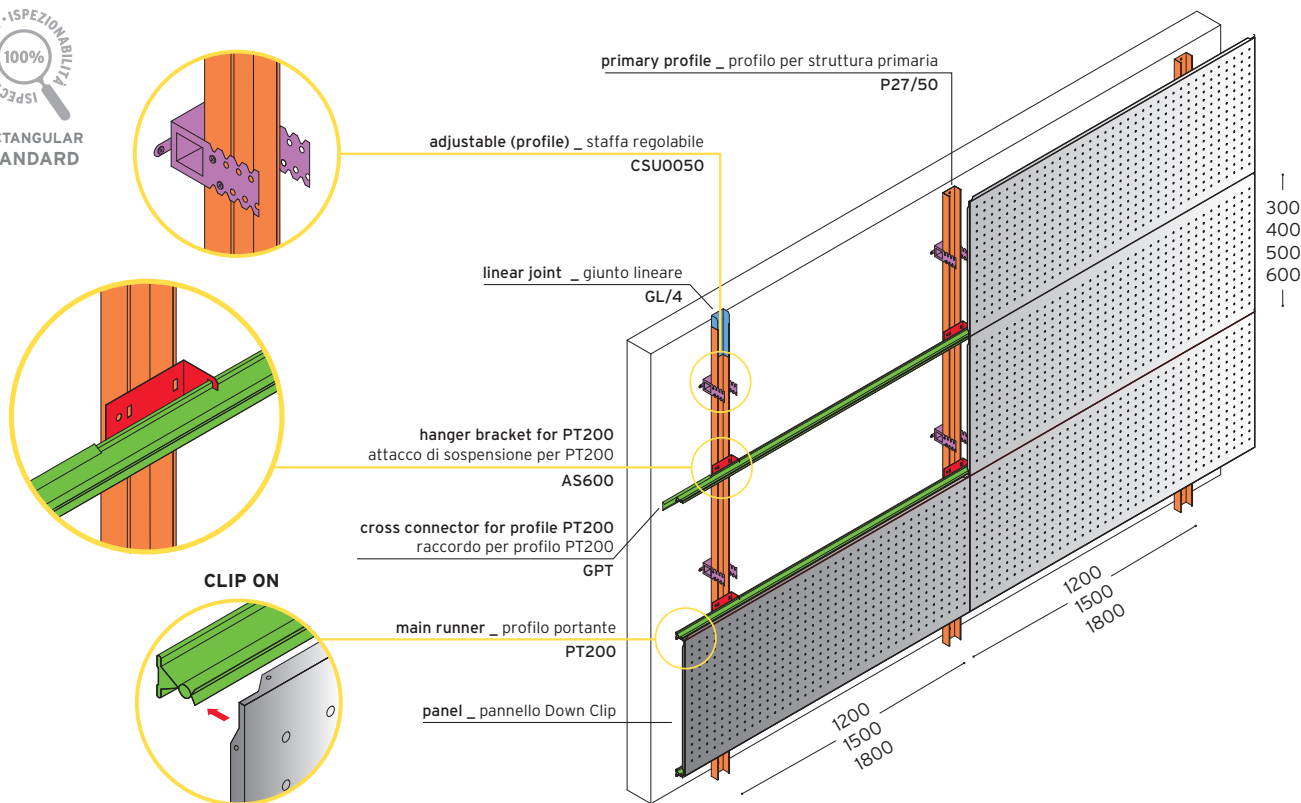 · ISPEZIONABILITÀ
100%
CTANGULAR
ANDARD
primary profile _ profilo per struttura primaria
P27/50
adjustable (profile) _ staffa regolabile
CSU0050
300
400
500
600
linear joint _ giunto lineare
GL/4
hanger bracket for PT200
attacco di sospensione per PT200
AS600
cross connector for profile PT200
raccordo per profilo PT200
GPT
CLIP ON
main runner _ profilo portante
PT200
panel _ pannello Down Clip
1200
1500
1800
1200
1500
1800